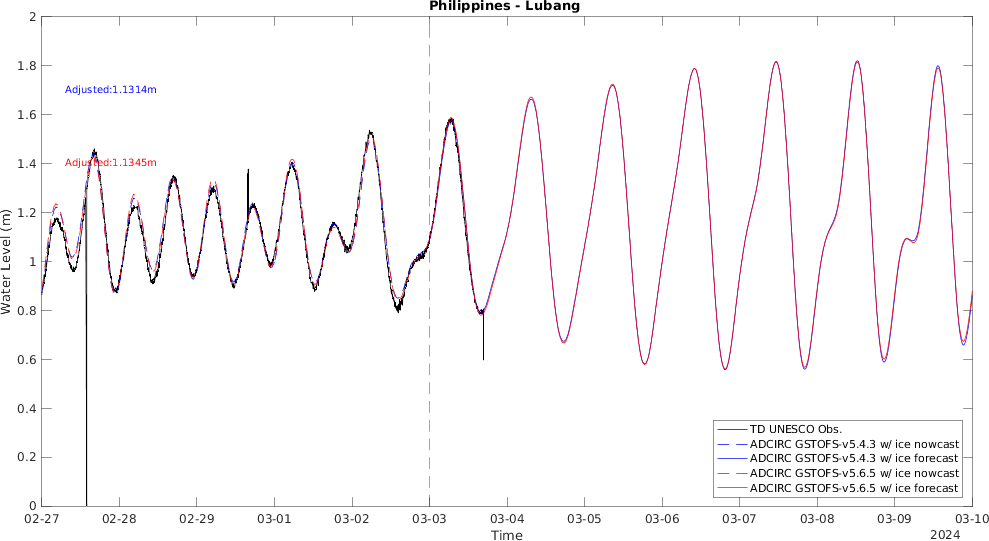 Philippines - Lubang
Water Level (m)
2
1.8
1.6
1.4
1.2
1
0.8
0.6
0.4
0.2
0
Adjusted:1.1314m
Adjusted:1.1345m
TD UNESCO Obs.
ADCIRC GSTOFS-v5.4.3 w/ ice nowcast
ADCIRC GSTOFS-v5.4.3 w/ ice forecast
ADCIRC GSTOFS-v5.6.5 w/ ice nowcast
ADCIRC GSTOFS-v5.6.5 w/ ice forecast
02-27 02-28 02-29 03-01 03-02 03-03 03-04 03-05 03-06 03-07 03-08 03-09 03-10
Time
2024